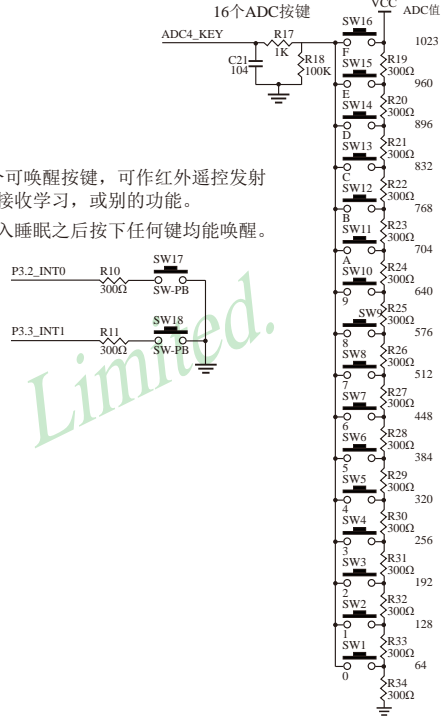 16个ADC按键
VCC ADC值
SW16
ADC4_KEY R17 1023
1K F R19
C21 R18 SW15 300Ω
104 100K 960
E R20
SW14 300Ω
896
D R21
SW13 300Ω
832
C R22
可唤醒按键，可作红外遥控发射 SW12 300Ω
接收学习，或别的功能。 768
B R23
入睡眠之后按下任何键均能唤醒。 SW11 300Ω
704
A R24
P3.2_INT0 R10 SW17 SW10 300Ω
300Ω SW-PB 640
9 R25
SW9 300Ω
P3.3_INT1 R11 SW18 576
300Ω SW-PB 8 R26
SW8 300Ω
512
Limited. 7 R27
SW7 300Ω
448
6 R28
SW6 300Ω
384
5 R29
SW5 300Ω
320
4 R30
SW4 300Ω
256
3 R31
SW3 300Ω
192
2 R32
SW2 300Ω
128
1 R33
SW1 300Ω
64
0 R34
300Ω